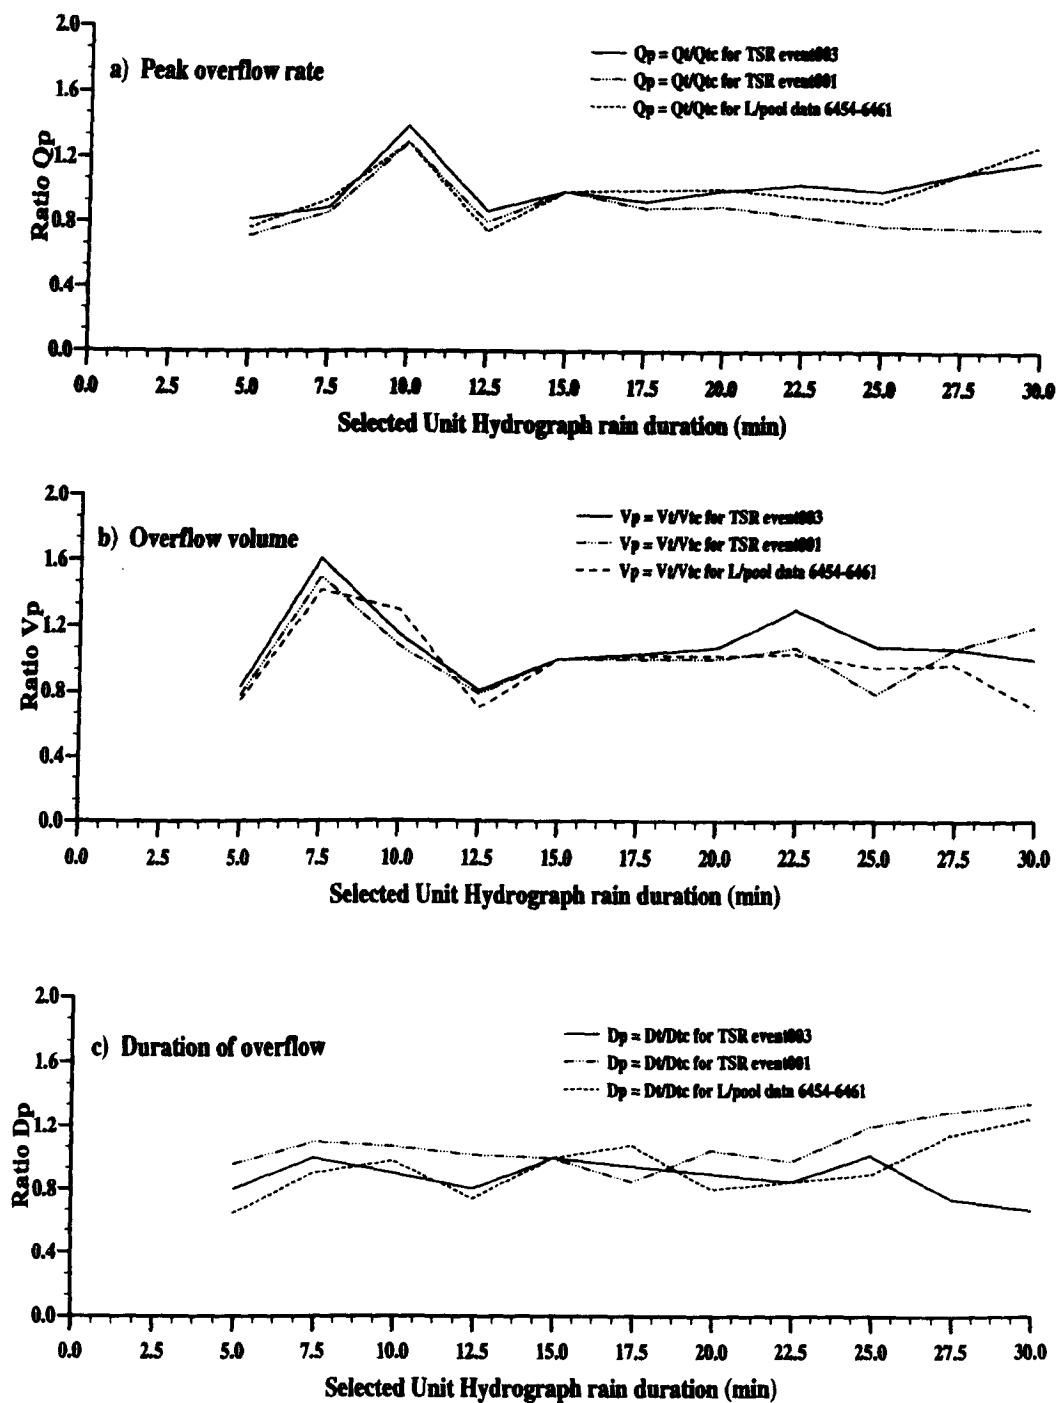 2.0
a) Peak overflow rate
Qp = Qt/Qtc for TSR event003
Qp = Qt/Qtc for TSR event001
Qp = Qt/Qtc for L/pool data 6454-6461
1.6
1.2
0.8
0.4
0.0
Ratio Qp
0.0 2.5 5.0 7.5 10.0 12.5 15.0 17.5 20.0 22.5 25.0 27.5 30.0
Selected Unit Hydrograph rain duration (min)
2.0
b) Overflow volume
Vp = Vt/Vtc for TSR event003
Vp = Vt/Vtc for TSR event001
Vp = Vt/Vtc for L/pool data 6454-6461
1.6
1.2
0.8
0.4
0.0
Ratio Vp
0.0 2.5 5.0 7.5 10.0 12.5 15.0 17.5 20.0 22.5 25.0 27.5 30.0
Selected Unit Hydrograph rain duration (min)
2.0
c) Duration of overflow
Dp = Dt/Dtc for TSR event003
Dp = Dt/Dtc for TSR event001
Dp = Dt/Dtc for L/pool data 6454-6461
1.6
1.2
0.8
0.4
0.0
Ratio Dp
0.0 2.5 5.0 7.5 10.0 12.5 15.0 17.5 20.0 22.5 25.0 27.5 30.0
Selected Unit Hydrograph rain duration (min)